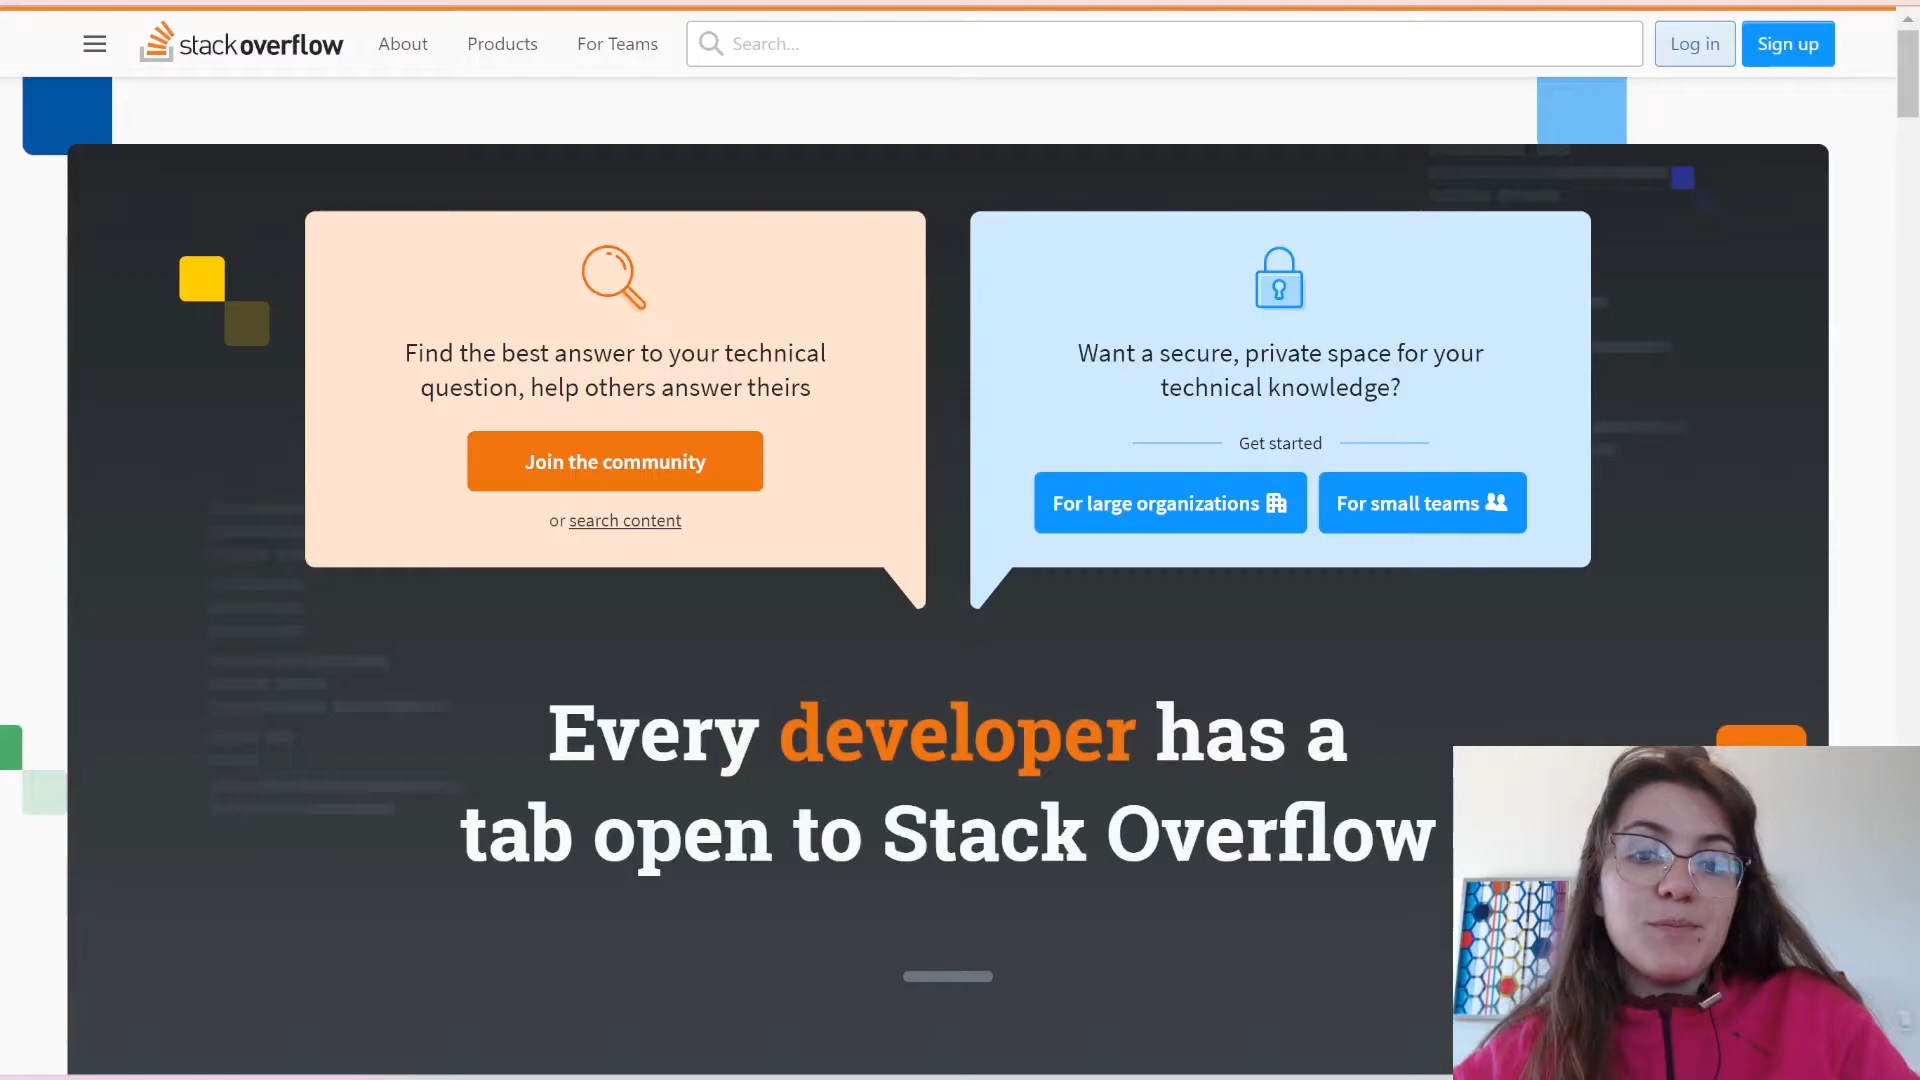 stackoverflow
About
Products
For Teams
Search...
Log in
Sign up
Find the best answer to your technical
question, help others answer theirs
Join the community
or search content
Want a secure, private space for your
technical knowledge?
Get started
For large organizations
For small teams
Every developer has a
tab open to Stack Overflow